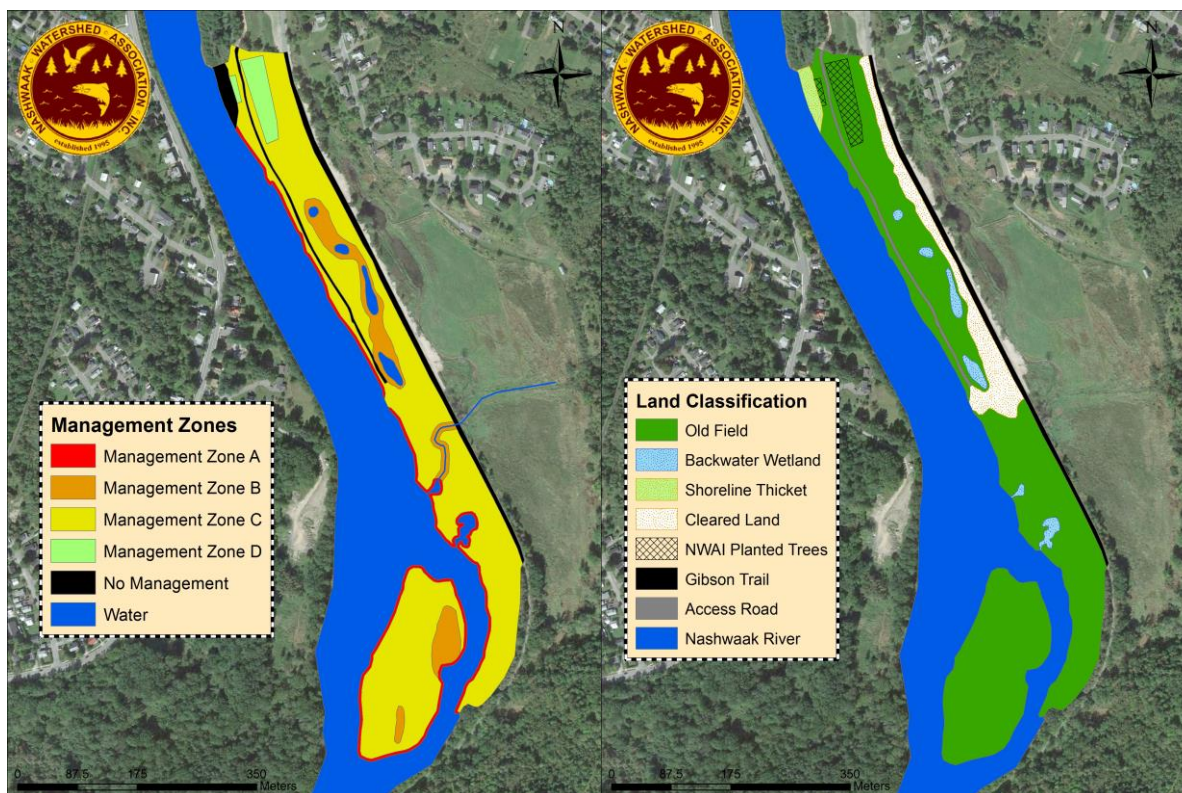 NASHWAAK WATERSHED ASSOCIATION INC.
established 1995
N
Management Zones
Management Zone A
Management Zone B
Management Zone C
Management Zone D
No Management
Water
0 87.5 175 350
Meters
NASHWAAK WATERSHED ASSOCIATION INC.
established 1995
N
Land Classification
Old Field
Backwater Wetland
Shoreline Thicket
Cleared Land
NWAI Planted Trees
Gibson Trail
Access Road
Nashwaak River
0 87.5 175 350
Meters